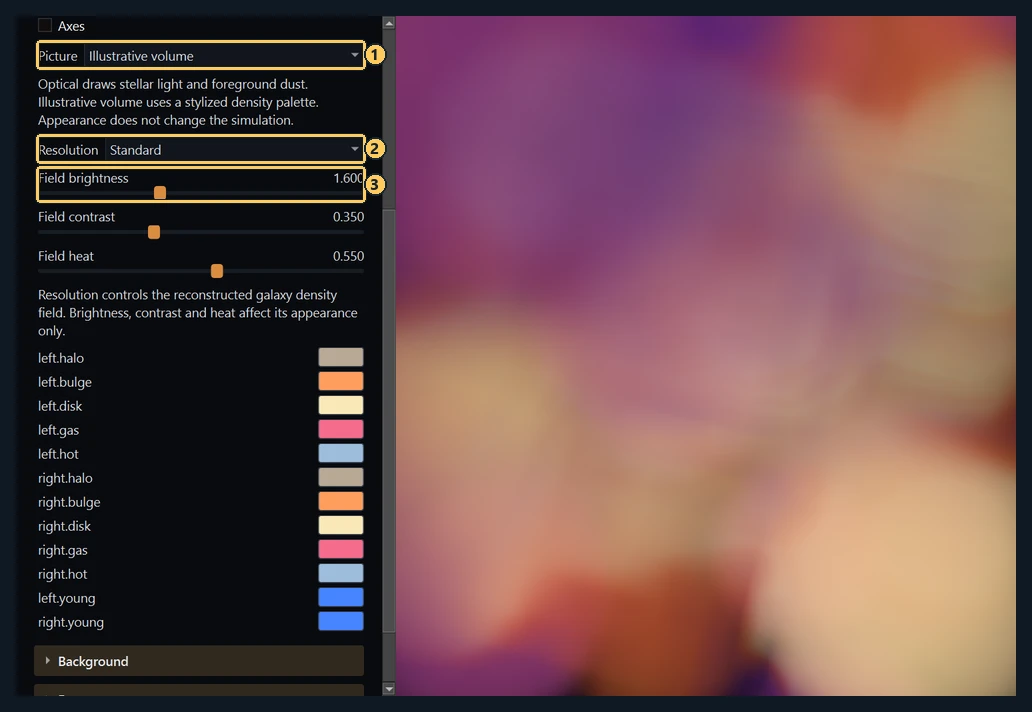 Axes
Picture Illustrative volume
1
Optical draws stellar light and foreground dust.
Illustrative volume uses a stylized density palette.
Appearance does not change the simulation.
Resolution Standard
2
Field brightness 1.600
3
Field contrast 0.350
Field heat 0.550
Resolution controls the reconstructed galaxy density
field. Brightness, contrast and heat affect its appearance
only.
left.halo
left.bulge
left.disk
left.gas
left.hot
right.halo
right.bulge
right.disk
right.gas
right.hot
left.young
right.young
Background